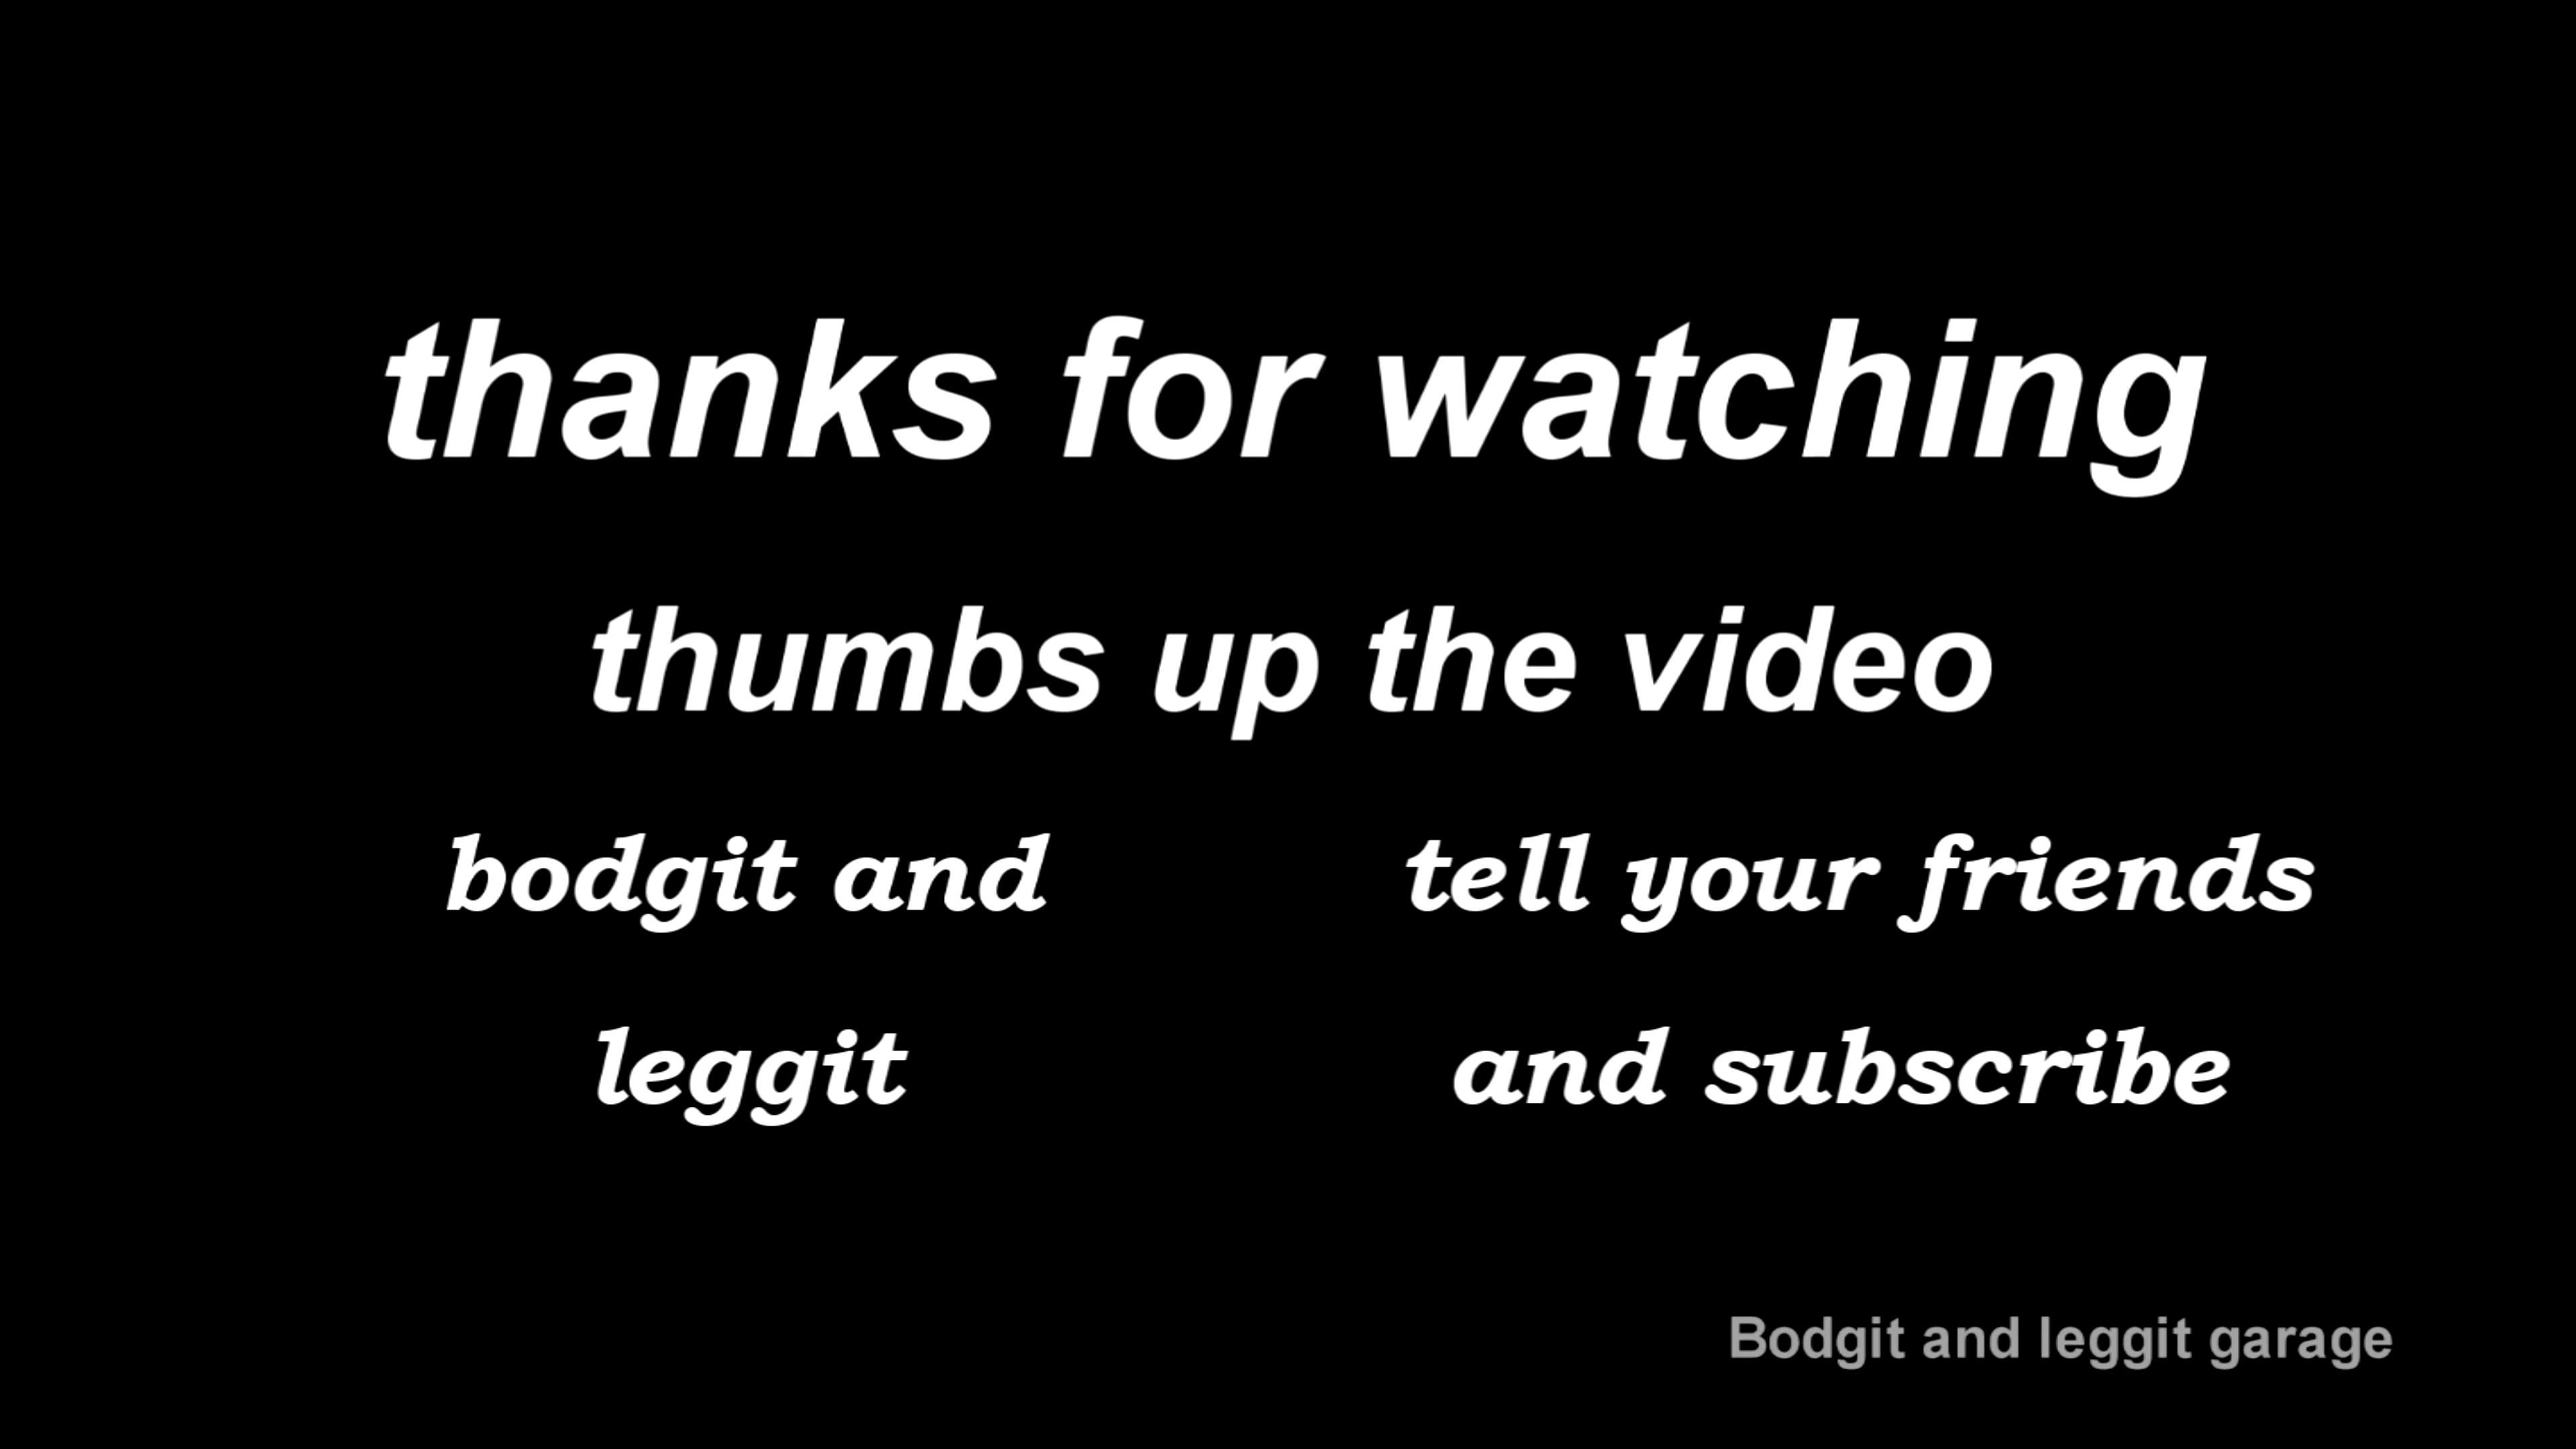 thanks for watching
thumbs up the video
bodgit and
leggit
tell your friends
and subscribe
Bodgit and leggit garage